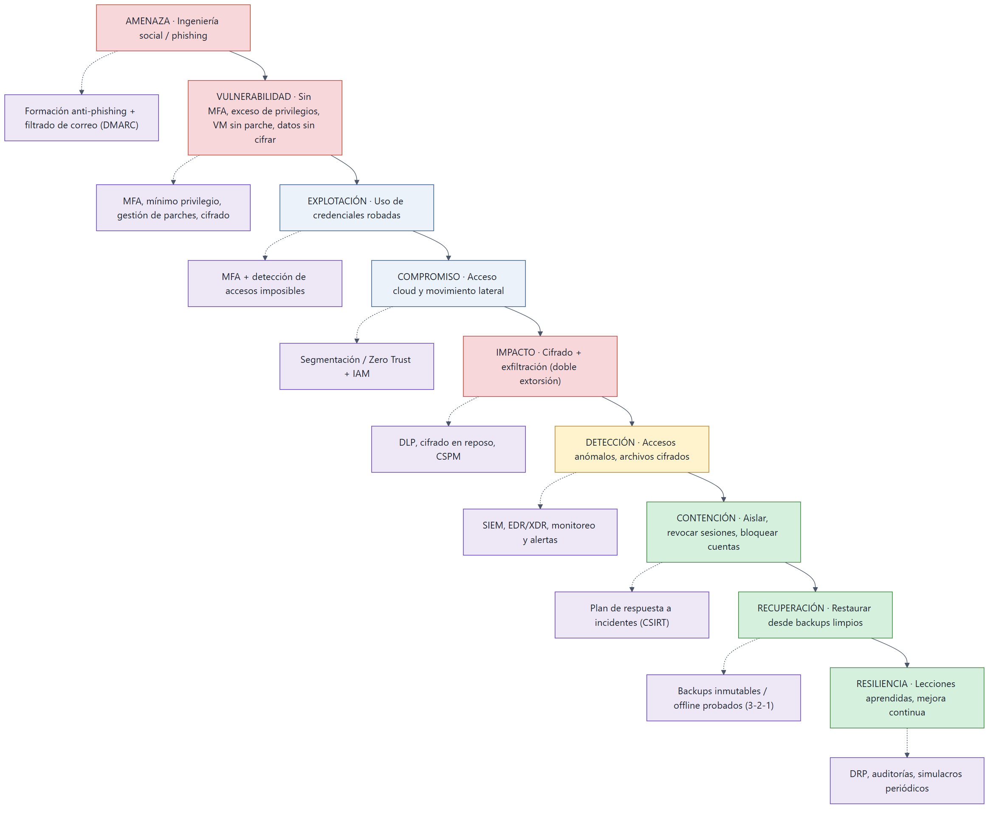 AMENAZA · Ingeniería
social / phishing
VULNERABILIDAD · Sin
MFA, exceso de privilegios,
VM sin parche, datos sin
cifrar
Formación anti-phishing +
filtrado de correo (DMARC)
MFA, mínimo privilegio,
gestión de parches, cifrado
EXPLOTACIÓN · Uso de
credenciales robadas
MFA + detección de
accesos imposibles
COMPROMISO · Acceso
cloud y movimiento lateral
Segmentación / Zero Trust
+ IAM
IMPACTO · Cifrado +
exfiltración (doble
extorsión)
DLP, cifrado en reposo,
CSPM
DETECCIÓN · Accesos
anómalos, archivos cifrados
SIEM, EDR/XDR, monitoreo
y alertas
CONTENCIÓN · Aislar,
revocar sesiones, bloquear
cuentas
Plan de respuesta a
incidentes (CSIRT)
RECUPERACIÓN · Restaurar
desde backups limpios
Backups inmutables /
offline probados (3-2-1)
RESILIENCIA · Lecciones
aprendidas, mejora
continua
DRP, auditorías, simulacros
periódicos